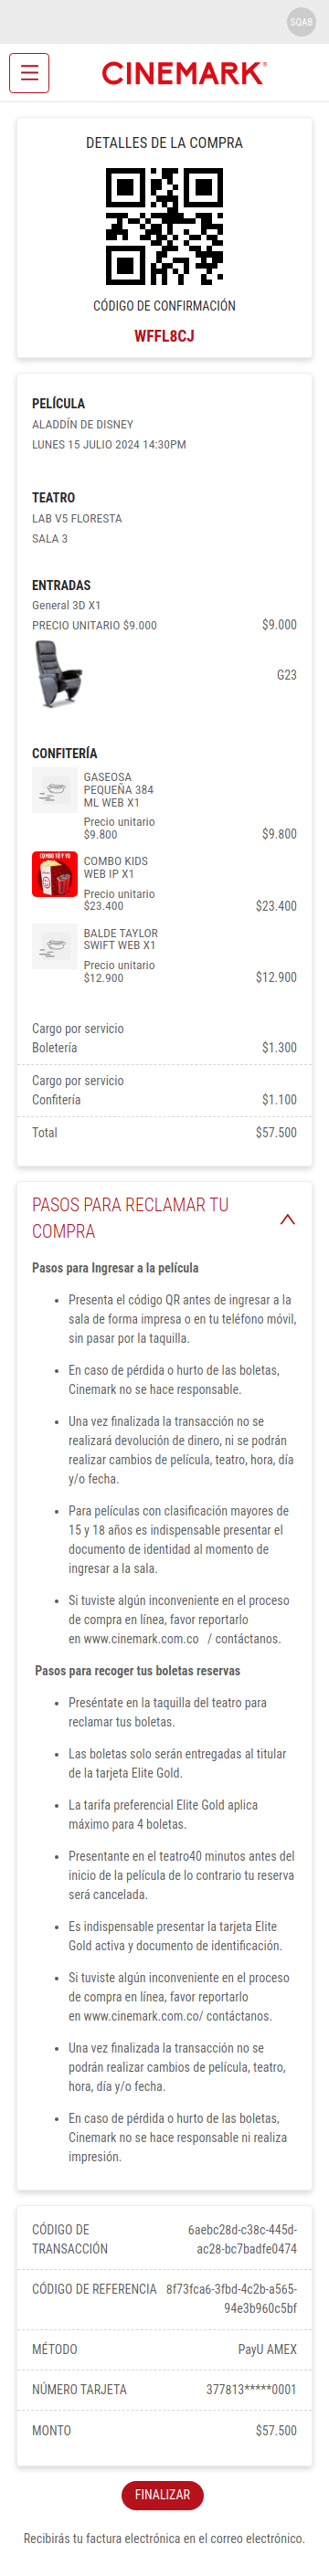 SQAB
CINEMARK®
DETALLES DE LA COMPRA
CÓDIGO DE CONFIRMACIÓN
WFFL8CJ
PELÍCULA
ALADDÍN DE DISNEY
LUNES 15 JULIO 2024 14:30PM
TEATRO
LAB V5 FLORESTA
SALA 3
ENTRADAS
General 3D X1
PRECIO UNITARIO $9.000 $9.000
G23
CONFITERÍA
GASEOSA
PEQUEÑA 384
ML WEB X1
Precio unitario
$9.800 $9.800
COMBO TÚ Y YO
COMBO KIDS
WEB IP X1
Precio unitario
$23.400 $23.400
BALDE TAYLOR
SWIFT WEB X1
Precio unitario
$12.900 $12.900
Cargo por servicio
Boletería $1.300
Cargo por servicio
Confitería $1.100
Total $57.500
PASOS PARA RECLAMAR TU
COMPRA
Pasos para Ingresar a la película
• Presenta el código QR antes de ingresar a la
sala de forma impresa o en tu teléfono móvil,
sin pasar por la taquilla.
• En caso de pérdida o hurto de las boletas,
Cinemark no se hace responsable.
• Una vez finalizada la transacción no se
realizará devolución de dinero, ni se podrán
realizar cambios de película, teatro, hora, día
y/o fecha.
• Para películas con clasificación mayores de
15 y 18 años es indispensable presentar el
documento de identidad al momento de
ingresar a la sala.
• Si tuviste algún inconveniente en el proceso
de compra en línea, favor reportarlo
en www.cinemark.com.co / contáctanos.
Pasos para recoger tus boletas reservas
• Preséntate en la taquilla del teatro para
reclamar tus boletas.
• Las boletas solo serán entregadas al titular
de la tarjeta Elite Gold.
• La tarifa preferencial Elite Gold aplica
máximo para 4 boletas.
• Presentante en el teatro40 minutos antes del
inicio de la película de lo contrario tu reserva
será cancelada.
• Es indispensable presentar la tarjeta Elite
Gold activa y documento de identificación.
• Si tuviste algún inconveniente en el proceso
de compra en línea, favor reportarlo
en www.cinemark.com.co/ contáctanos.
• Una vez finalizada la transacción no se
podrán realizar cambios de película, teatro,
hora, día y/o fecha.
• En caso de pérdida o hurto de las boletas,
Cinemark no se hace responsable ni realiza
impresión.
CÓDIGO DE 6aebc28d-c38c-445d-
TRANSACCIÓN ac28-bc7badfe0474
CÓDIGO DE REFERENCIA 8f73fca6-3fbd-4c2b-a565-
94e3b960c5bf
MÉTODO PayU AMEX
NÚMERO TARJETA 377813*****0001
MONTO $57.500
FINALIZAR
Recibirás tu factura electrónica en el correo electrónico.